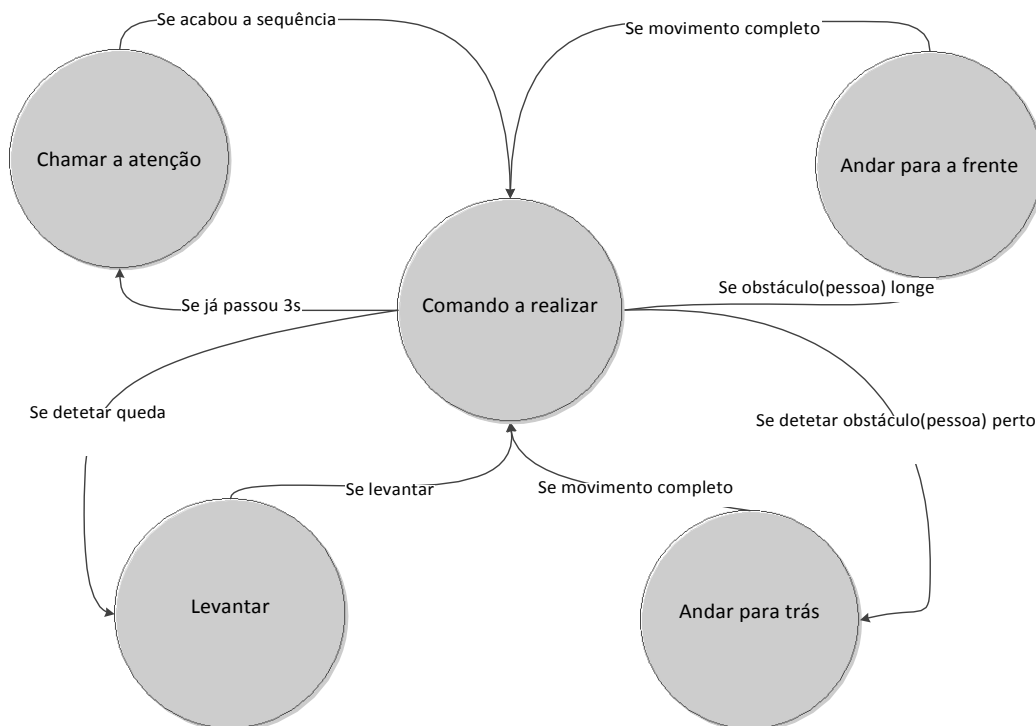 Se acabou a sequência
Se movimento completo
Chamar a atenção
Andar para a frente
Se já passou 3s
Comando a realizar
Se obstáculo(pessoa) longe
Se detetar queda
Se detetar obstáculo(pessoa) perto
Se levantar
Se movimento completo
Levantar
Andar para trás